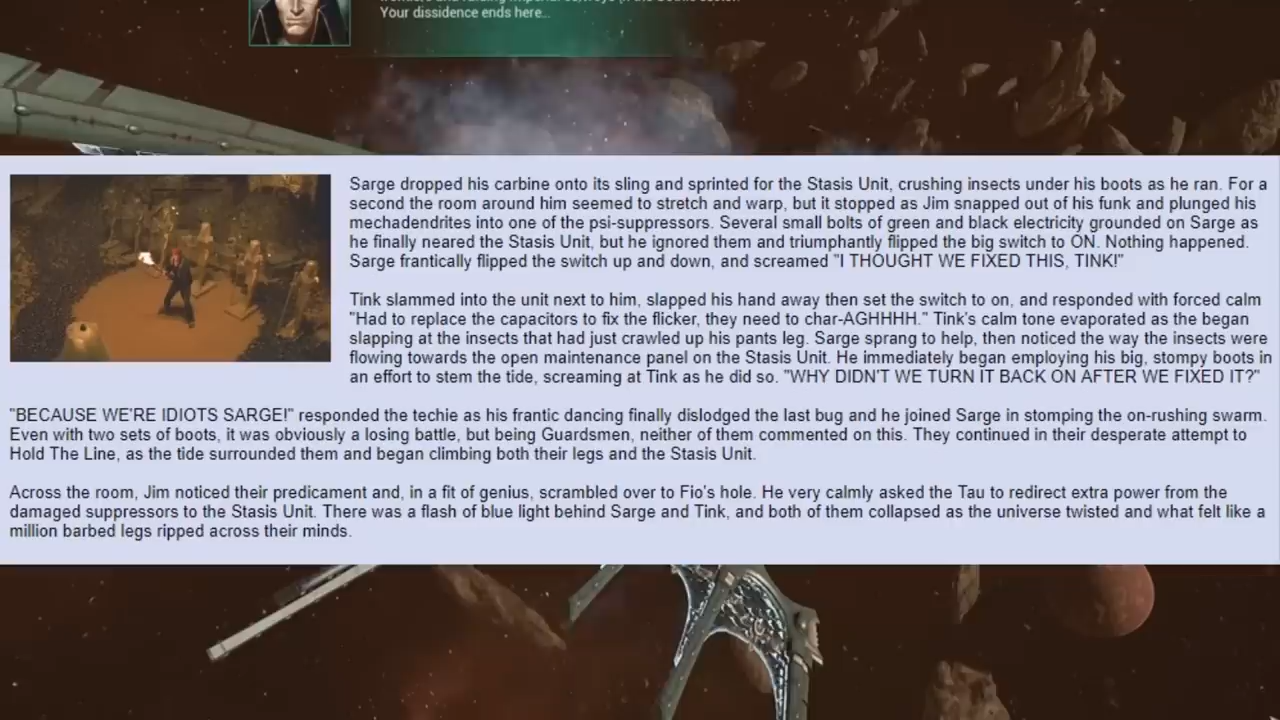 Your dissidence ends here...
Sarge dropped his carbine onto its sling and sprinted for the Stasis Unit, crushing insects under his boots as he ran. For a
second the room around him seemed to stretch and warp, but it stopped as Jim snapped out of his funk and plunged his
mechadendrites into one of the psi-suppressors. Several small bolts of green and black electricity grounded on Sarge as
he finally neared the Stasis Unit, but he ignored them and triumphantly flipped the big switch to ON. Nothing happened.
Sarge frantically flipped the switch up and down, and screamed "I THOUGHT WE FIXED THIS, TINK!"
Tink slammed into the unit next to him, slapped his hand away then set the switch to on, and responded with forced calm
"Had to replace the capacitors to fix the flicker, they need to char-AGHHHH." Tink's calm tone evaporated as the began
slapping at the insects that had just crawled up his pants leg. Sarge sprang to help, then noticed the way the insects were
flowing towards the open maintenance panel on the Stasis Unit. He immediately began employing his big, stompy boots in
an effort to stem the tide, screaming at Tink as he did so. "WHY DIDN'T WE TURN IT BACK ON AFTER WE FIXED IT?"
"BECAUSE WE'RE IDIOTS SARGE!" responded the techie as his frantic dancing finally dislodged the last bug and he joined Sarge in stomping the on-rushing swarm.
Even with two sets of boots, it was obviously a losing battle, but being Guardsmen, neither of them commented on this. They continued in their desperate attempt to
Hold The Line, as the tide surrounded them and began climbing both their legs and the Stasis Unit.
Across the room, Jim noticed their predicament and, in a fit of genius, scrambled over to Fio's hole. He very calmly asked the Tau to redirect extra power from the
damaged suppressors to the Stasis Unit. There was a flash of blue light behind Sarge and Tink, and both of them collapsed as the universe twisted and what felt like a
million barbed legs ripped across their minds.